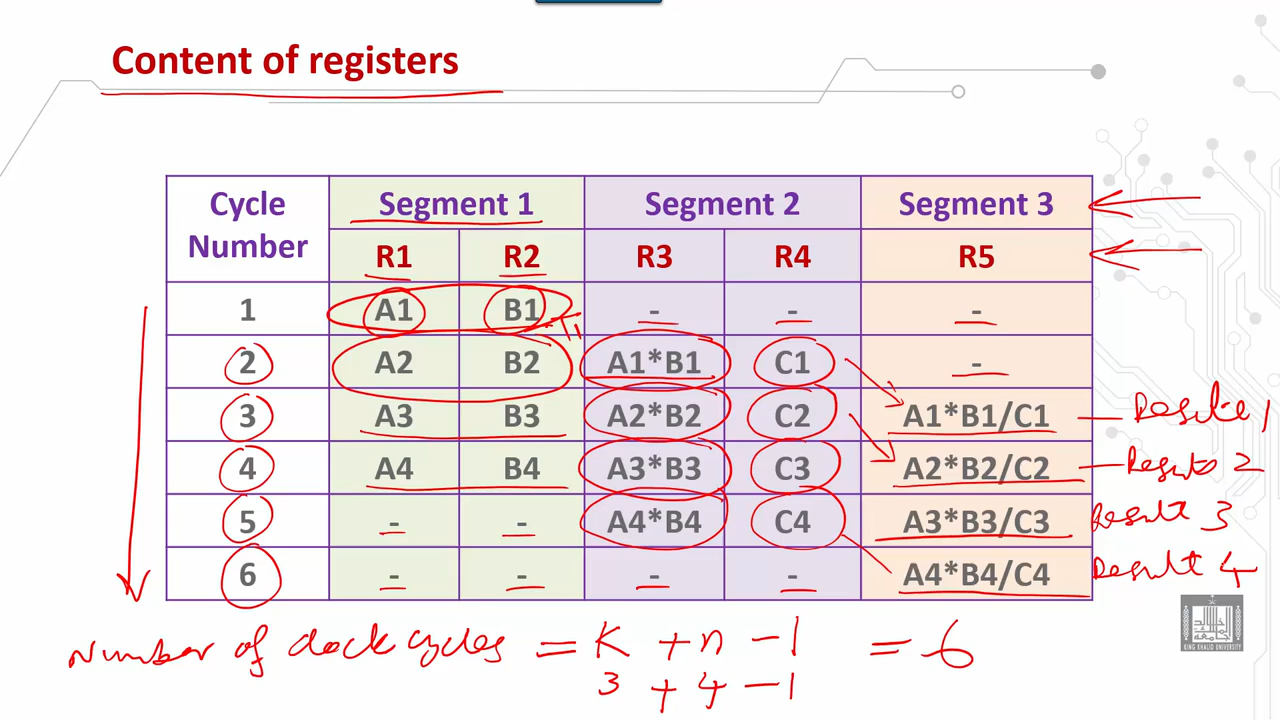 Content of registers
Cycle Number Segment 1 Segment 2 Segment 3
R1 R2 R3 R4 R5
1 A1 B1 - - -
2 A2 B2 A1*B1 C1 -
3 A3 B3 A2*B2 C2 A1*B1/C1 Result 1
4 A4 B4 A3*B3 C3 A2*B2/C2 Result 2
5 - - A4*B4 C4 A3*B3/C3 Result 3
6 - - - - A4*B4/C4 Result 4
Number of clock cycles = K + n - 1 = 6
3 + 4 - 1
KING KHALID UNIVERSITY